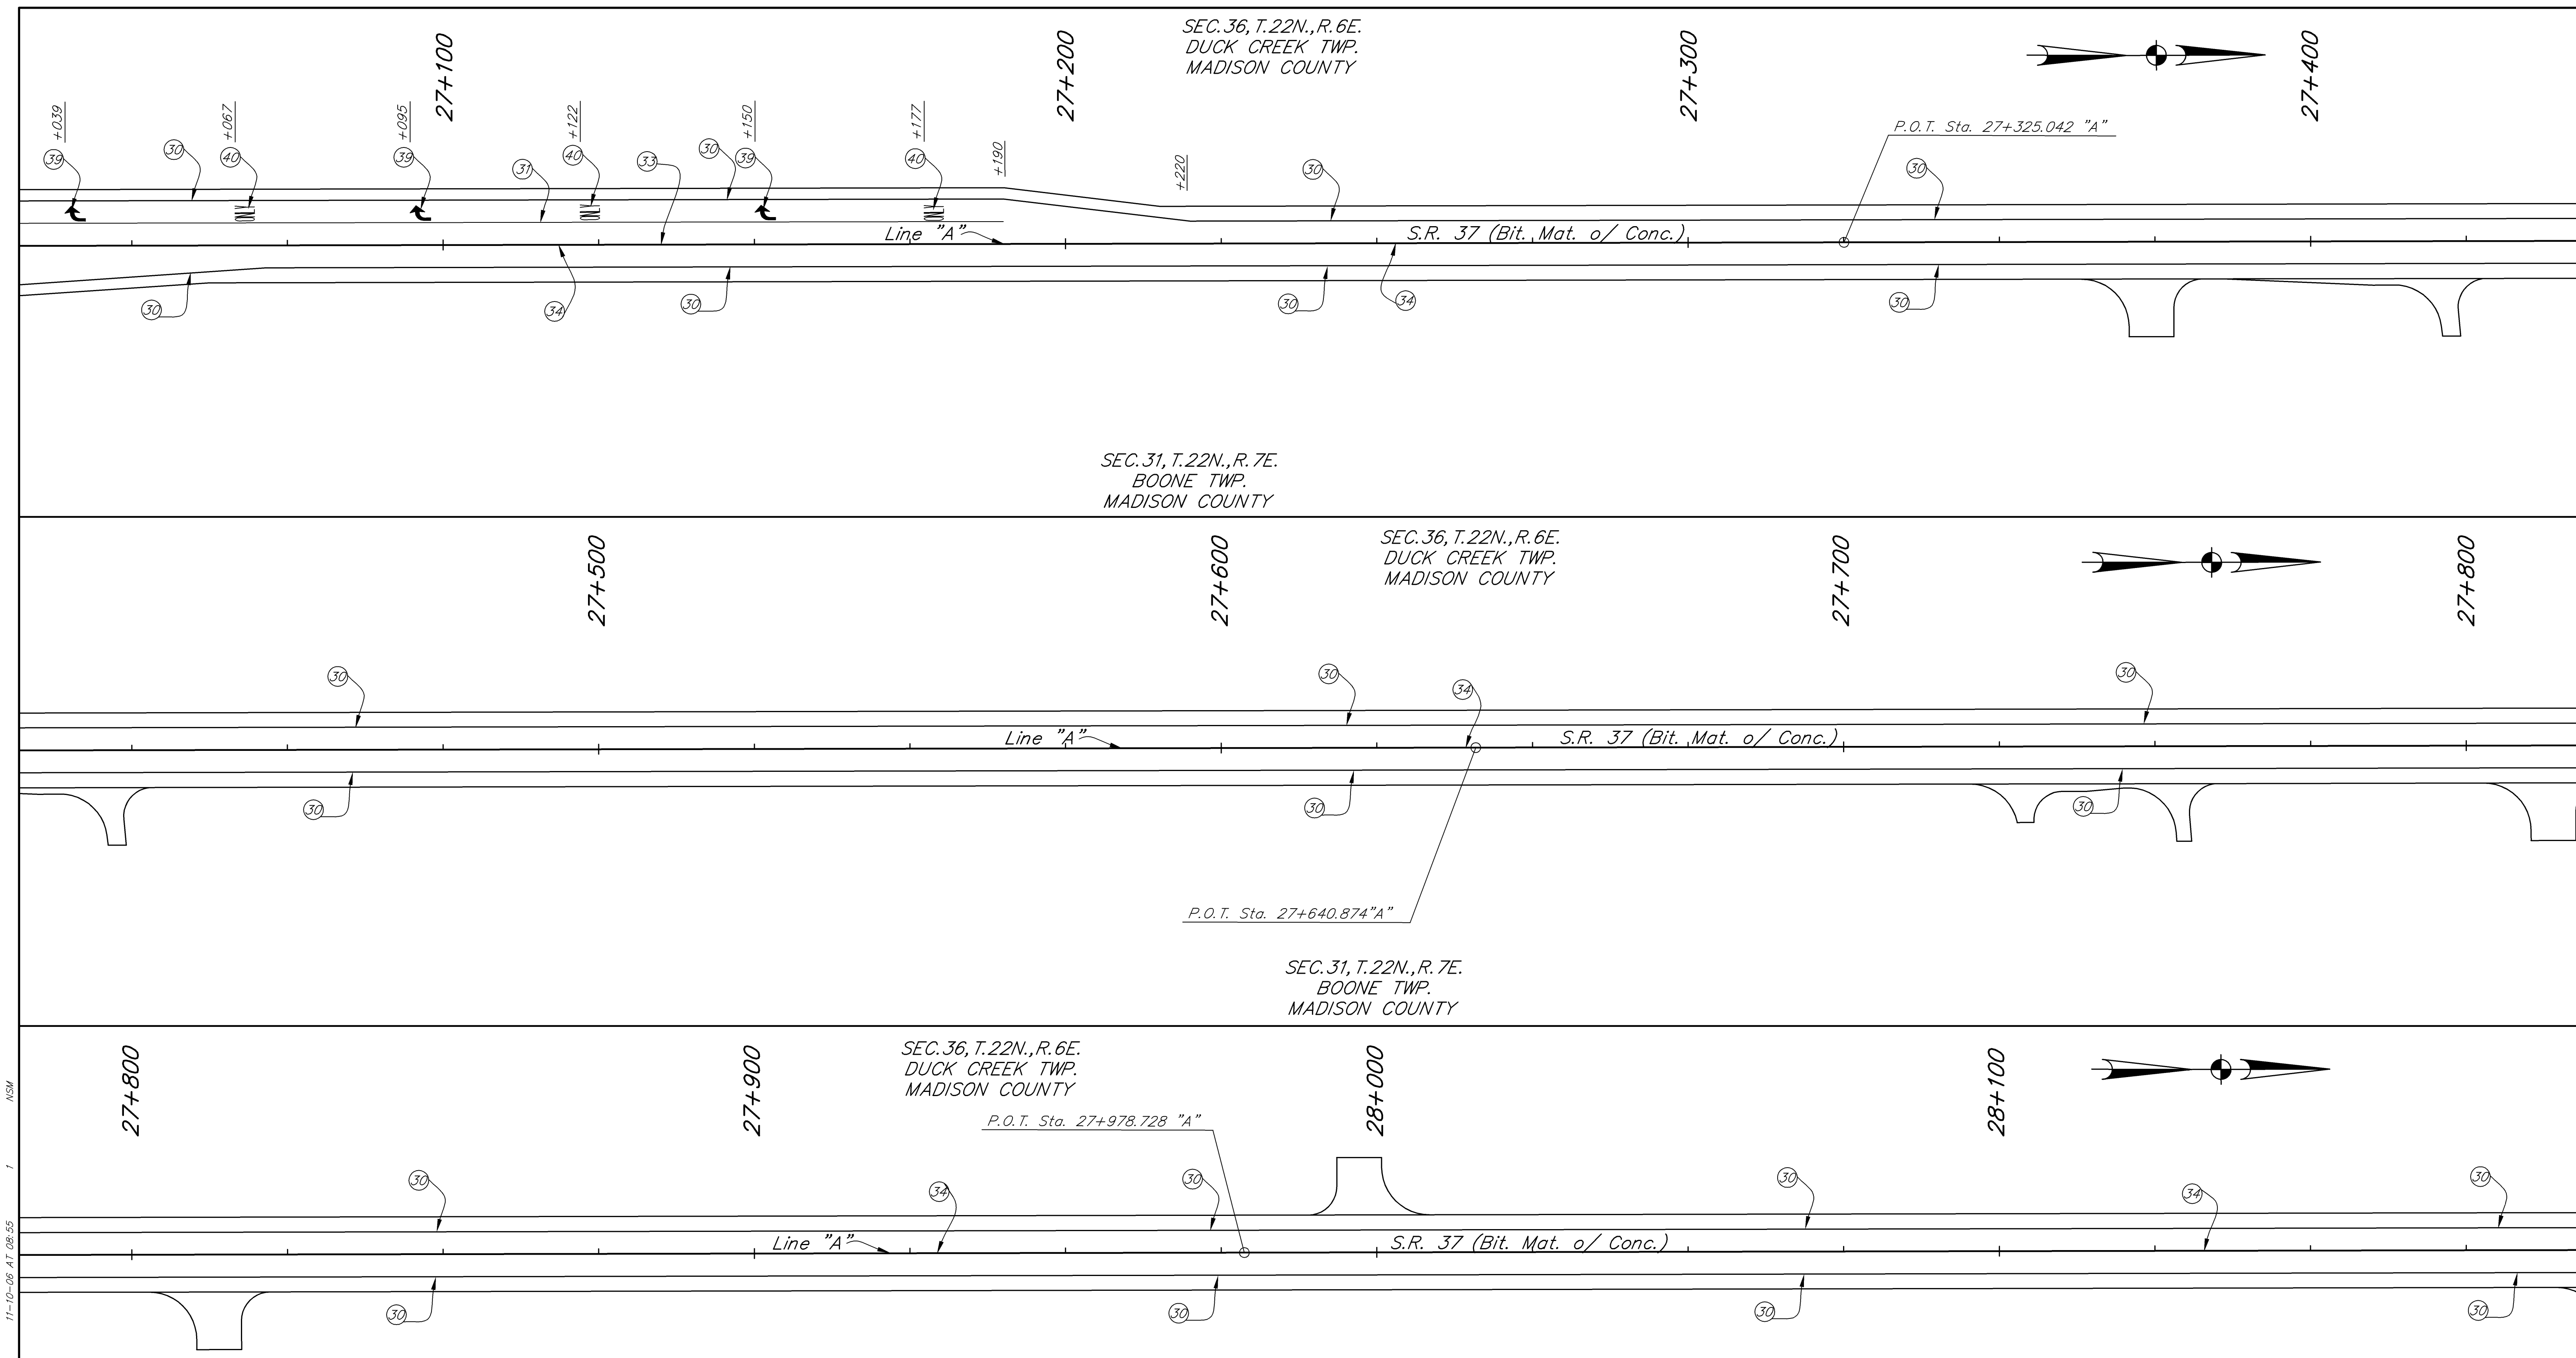 SEC.36, T.22N., R.6E.
DUCK CREEK TWP.
MADISON COUNTY
27+100
27+200
27+300
27+400
+039
+067
+095
+122
+150
+177
+190
+220
P.O.T. Sta. 27+325.042 "A"
39
30
40
39
31
40
33
30
39
40
30
30
Line "A"
S.R. 37 (Bit. Mat. o/ Conc.)
30
34
30
30
34
30
SEC.31, T.22N., R.7E.
BOONE TWP.
MADISON COUNTY
SEC.36, T.22N., R.6E.
DUCK CREEK TWP.
MADISON COUNTY
27+500
27+600
27+700
27+800
30
30
34
30
Line "A"
S.R. 37 (Bit. Mat. o/ Conc.)
30
30
30
P.O.T. Sta. 27+640.874"A"
SEC.31, T.22N., R.7E.
BOONE TWP.
MADISON COUNTY
SEC.36, T.22N., R.6E.
DUCK CREEK TWP.
MADISON COUNTY
27+800
27+900
28+000
28+100
P.O.T. Sta. 27+978.728 "A"
30
34
30
30
34
30
Line "A"
S.R. 37 (Bit. Mat. o/ Conc.)
30
30
30
30
11-10-06 AT 08:55 1 NSM